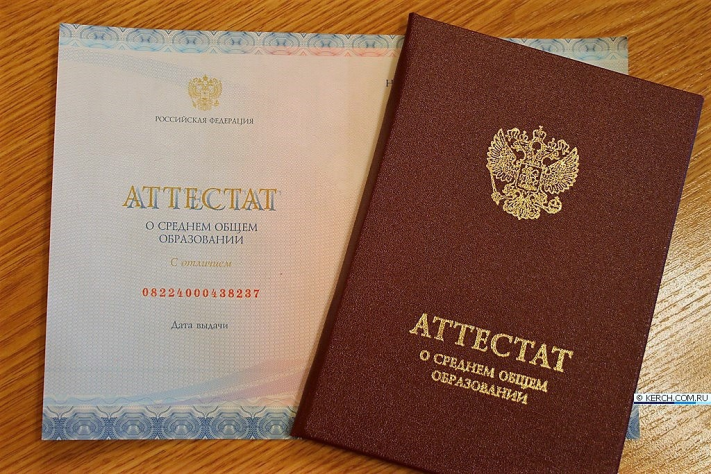 РОССИЙСКАЯ ФЕДЕРАЦИЯ
АТТЕСТАТ
О СРЕДНЕМ ОБЩЕМ
ОБРАЗОВАНИИ
С отличием
08224000438237
Дата выдачи
Н
АТТЕСТАТ
О СРЕДНЕМ ОБЩЕМ
ОБРАЗОВАНИИ
© KERCH.COM.RU